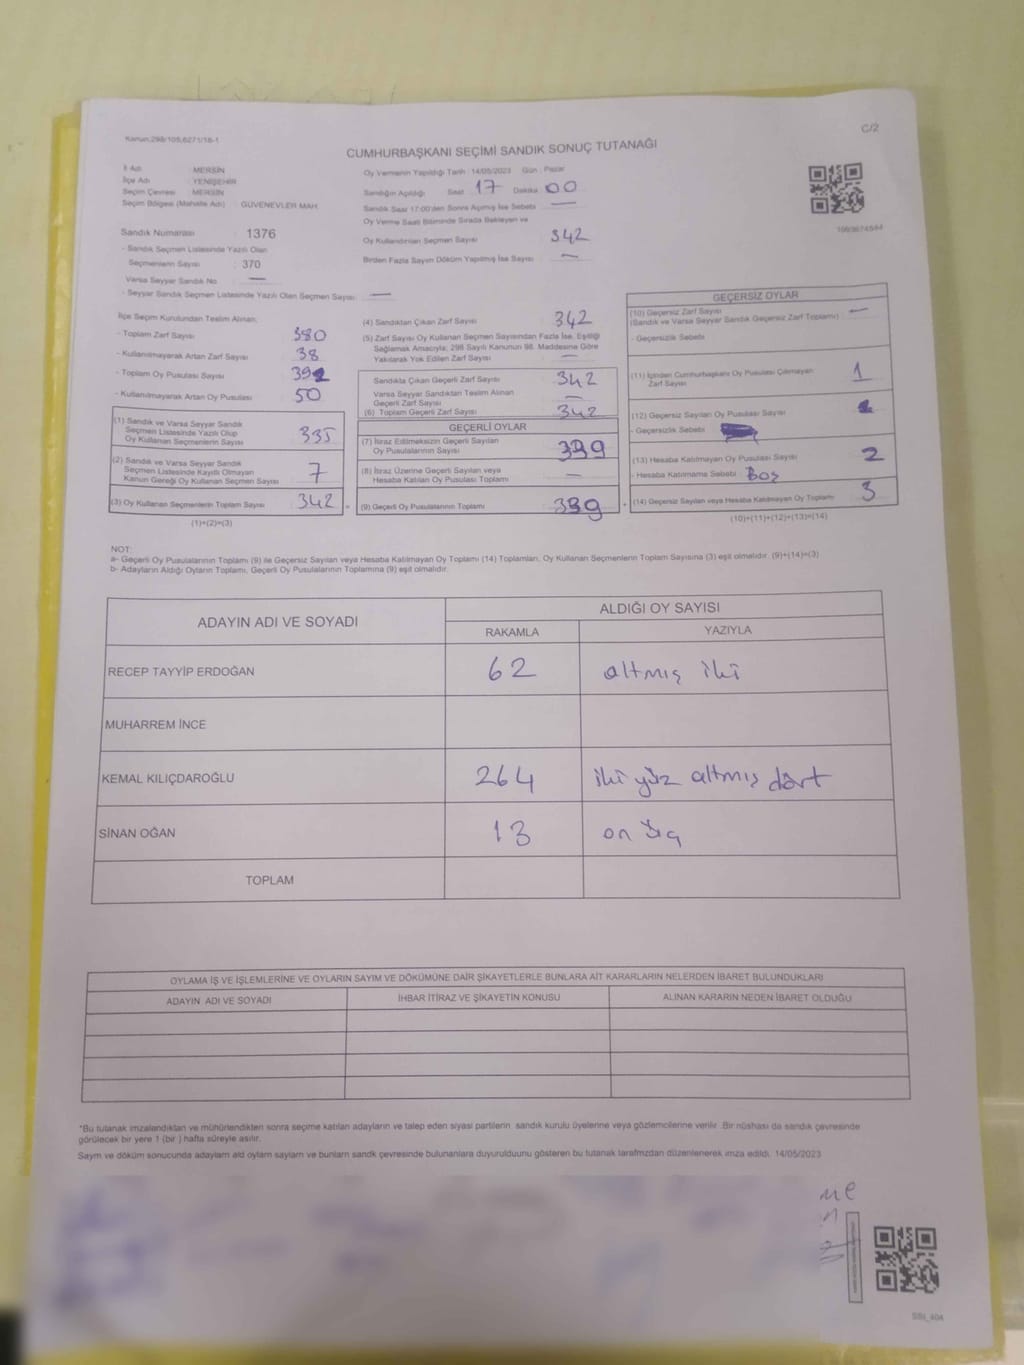 Kanun:298/105,6271/16-1
C/2
CUMHURBAŞKANI SEÇİMİ SANDIK SONUÇ TUTANAĞI
İl Adı : MERSİN
İlçe Adı : YENİŞEHİR
Seçim Çevresi : MERSİN
Seçim Bölgesi (Mahalle Adı) : GÜVENEVLER MAH.
Sandık Numarası : 1376
- Sandık Seçmen Listesinde Yazılı Olan
Seçmenlerin Sayısı : 370
Varsa Seyyar Sandık No : —
- Seyyar Sandık Seçmen Listesinde Yazılı Olan Seçmen Sayısı : —
Oy Vermenin Yapıldığı Tarih : 14/05/2023 Gün : Pazar
Sandığın Açıldığı Saat 17 Dakika 00
Sandık Saat 17:00'den Sonra Açılmış İse Sebebi —
Oy Verme Saati Bitiminde Sırada Bekleyen ve
Oy Kullandırılan Seçmen Sayısı 342
Birden Fazla Sayım Döküm Yapılmış İse Sayısı —
İlçe Seçim Kurulundan Teslim Alınan;
- Toplam Zarf Sayısı 380
- Kullanılmayarak Artan Zarf Sayısı 38
- Toplam Oy Pusulası Sayısı 392
- Kullanılmayarak Artan Oy Pusulası 50
(1) Sandık ve Varsa Seyyar Sandık
Seçmen Listesinde Yazılı Olup
Oy Kullanan Seçmenlerin Sayısı 335
(2) Sandık ve Varsa Seyyar Sandık
Seçmen Listesinde Kayıtlı Olmayan
Kanun Gereği Oy Kullanan Seçmen Sayısı 7
(3) Oy Kullanan Seçmenlerin Toplam Sayısı 342
(1)+(2)=(3)
(4) Sandıktan Çıkan Zarf Sayısı 342
(5) Zarf Sayısı Oy Kullanan Seçmen Sayısından Fazla İse, Eşitliği
Sağlamak Amacıyla; 298 Sayılı Kanunun 98. Maddesine Göre
Yakılarak Yok Edilen Zarf Sayısı —
Sandıkta Çıkan Geçerli Zarf Sayısı 342
Varsa Seyyar Sandıktan Teslim Alınan
Geçerli Zarf Sayısı —
(6) Toplam Geçerli Zarf Sayısı 342
GEÇERLİ OYLAR
(7) İtiraz Edilmeksizin Geçerli Sayılan
Oy Pusulalarının Sayısı 339
(8) İtiraz Üzerine Geçerli Sayılan veya
Hesaba Katılan Oy Pusulası Toplamı —
(9) Geçerli Oy Pusulalarının Toplamı 339
GEÇERSİZ OYLAR
(10) Geçersiz Zarf Sayısı —
(Sandık ve Varsa Seyyar Sandık Geçersiz Zarf Toplamı)
- Geçersizlik Sebebi
(11) İçinden Cumhurbaşkanı Oy Pusulası Çıkmayan
Zarf Sayısı 1
(12) Geçersiz Sayılan Oy Pusulası Sayısı
- Geçersizlik Sebebi
(13) Hesaba Katılmayan Oy Pusulası Sayısı 2
- Hesaba Katılmama Sebebi Boş
(14) Geçersiz Sayılan veya Hesaba Katılmayan Oy Toplamı 3
(10)+(11)+(12)+(13)=(14)
NOT:
a- Geçerli Oy Pusulalarının Toplamı (9) ile Geçersiz Sayılan veya Hesaba Katılmayan Oy Toplamı (14) Toplamları, Oy Kullanan Seçmenlerin Toplam Sayısına (3) eşit olmalıdır. (9)+(14)=(3)
b- Adayların Aldığı Oyların Toplamı, Geçerli Oy Pusulalarının Toplamına (9) eşit olmalıdır.
ADAYIN ADI VE SOYADI ALDIĞI OY SAYISI
RAKAMLA YAZIYLA
RECEP TAYYİP ERDOĞAN 62 altmış iki
MUHARREM İNCE
KEMAL KILIÇDAROĞLU 264 iki yüz altmış dört
SİNAN OĞAN 13 on üç
TOPLAM
OYLAMA İŞ VE İŞLEMLERİNE VE OYLARIN SAYIM VE DÖKÜMÜNE DAİR ŞİKAYETLERLE BUNLARA AİT KARARLARIN NELERDEN İBARET BULUNDUKLARI
ADAYIN ADI VE SOYADI İHBAR İTİRAZ VE ŞİKAYETİN KONUSU ALINAN KARARIN NEDEN İBARET OLDUĞU
*Bu tutanak imzalandıktan ve mühürlendikten sonra seçime katılan adayların ve talep eden siyasi partilerin sandık kurulu üyelerine veya gözlemcilerine verilir. Bir nüshası da sandık çevresinde
görülecek bir yere 1 (bir ) hafta süreyle asılır.
Sayım ve döküm sonucunda adayların aldı oyların sayıları ve bunların sandık çevresinde bulunanlara duyurulduunu gösteren bu tutanak tarafımzdan düzenlenerek imza edildi. 14/05/2023